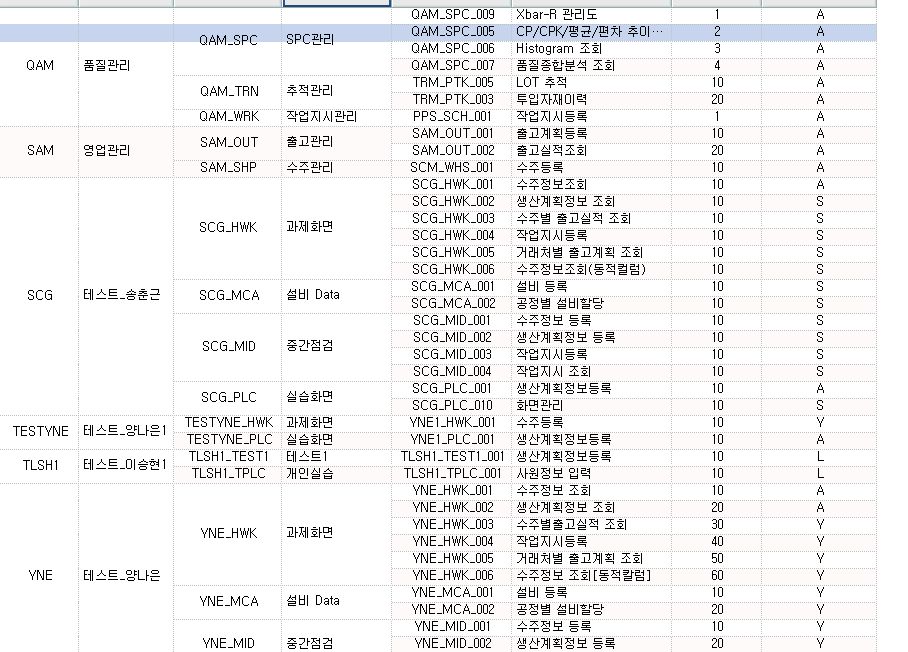 QAM_SPC_009 Xbar-R 관리도 1 A
QAM_SPC SPC관리 QAM_SPC_005 CP/CPK/평균/편차 추이… 2 A
QAM_SPC_006 Histogram 조회 3 A
QAM 품질관리 QAM_SPC_007 품질종합분석 조회 4 A
QAM_TRN 추적관리 TRM_PTK_005 LOT 추적 10 A
TRM_PTK_003 투입자재이력 20 A
QAM_WRK 작업지시관리 PPS_SCH_001 작업지시등록 1 A
SAM 영업관리 SAM_OUT 출고관리 SAM_OUT_001 출고계획등록 10 A
SAM_OUT_002 출고실적조회 20 A
SAM_SHP 수주관리 SCM_WHS_001 수주등록 10 A
SCG_HWK_001 수주정보조회 10 A
SCG_HWK_002 생산계획정보 조회 10 S
SCG_HWK 과제화면 SCG_HWK_003 수주별 출고실적 조회 10 S
SCG_HWK_004 작업지시등록 10 S
SCG_HWK_005 거래처별 출고계획 조회 10 S
SCG_HWK_006 수주정보조회(동적컬럼) 10 S
SCG 테스트_송춘근 SCG_MCA 설비 Data SCG_MCA_001 설비 등록 10 S
SCG_MCA_002 공정별 설비할당 10 S
SCG_MID 중간점검 SCG_MID_001 수주정보 등록 10 S
SCG_MID_002 생산계획정보 등록 10 S
SCG_MID_003 작업지시등록 10 S
SCG_MID_004 작업지시 조회 10 S
SCG_PLC 실습화면 SCG_PLC_001 생산계획정보등록 10 A
SCG_PLC_010 화면관리 10 S
TESTYNE 테스트_양나은1 TESTYNE_HWK 과제화면 YNE1_HWK_001 수주등록 10 Y
TESTYNE_PLC 실습화면 YNE1_PLC_001 생산계획정보등록 10 A
TLSH1 테스트_이승현1 TLSH1_TEST1 테스트1 TLSH1_TEST1_001 생산계획정보등록 10 L
TLSH1_TPLC 개인실습 TLSH1_TPLC_001 사원정보 입력 10 L
YNE_HWK_001 수주정보 조회 10 A
YNE_HWK_002 생산계획정보 조회 20 A
YNE_HWK 과제화면 YNE_HWK_003 수주별출고실적 조회 30 Y
YNE_HWK_004 작업지시등록 40 Y
YNE_HWK_005 거래처별 출고계획 조회 50 Y
YNE 테스트_양나은 YNE_HWK_006 수주정보 조회[동적칼럼] 60 Y
YNE_MCA 설비 Data YNE_MCA_001 설비 등록 10 Y
YNE_MCA_002 공정별 설비할당 20 Y
YNE_MID 중간점검 YNE_MID_001 수주정보 등록 10 Y
YNE_MID_002 생산계획정보 등록 20 Y